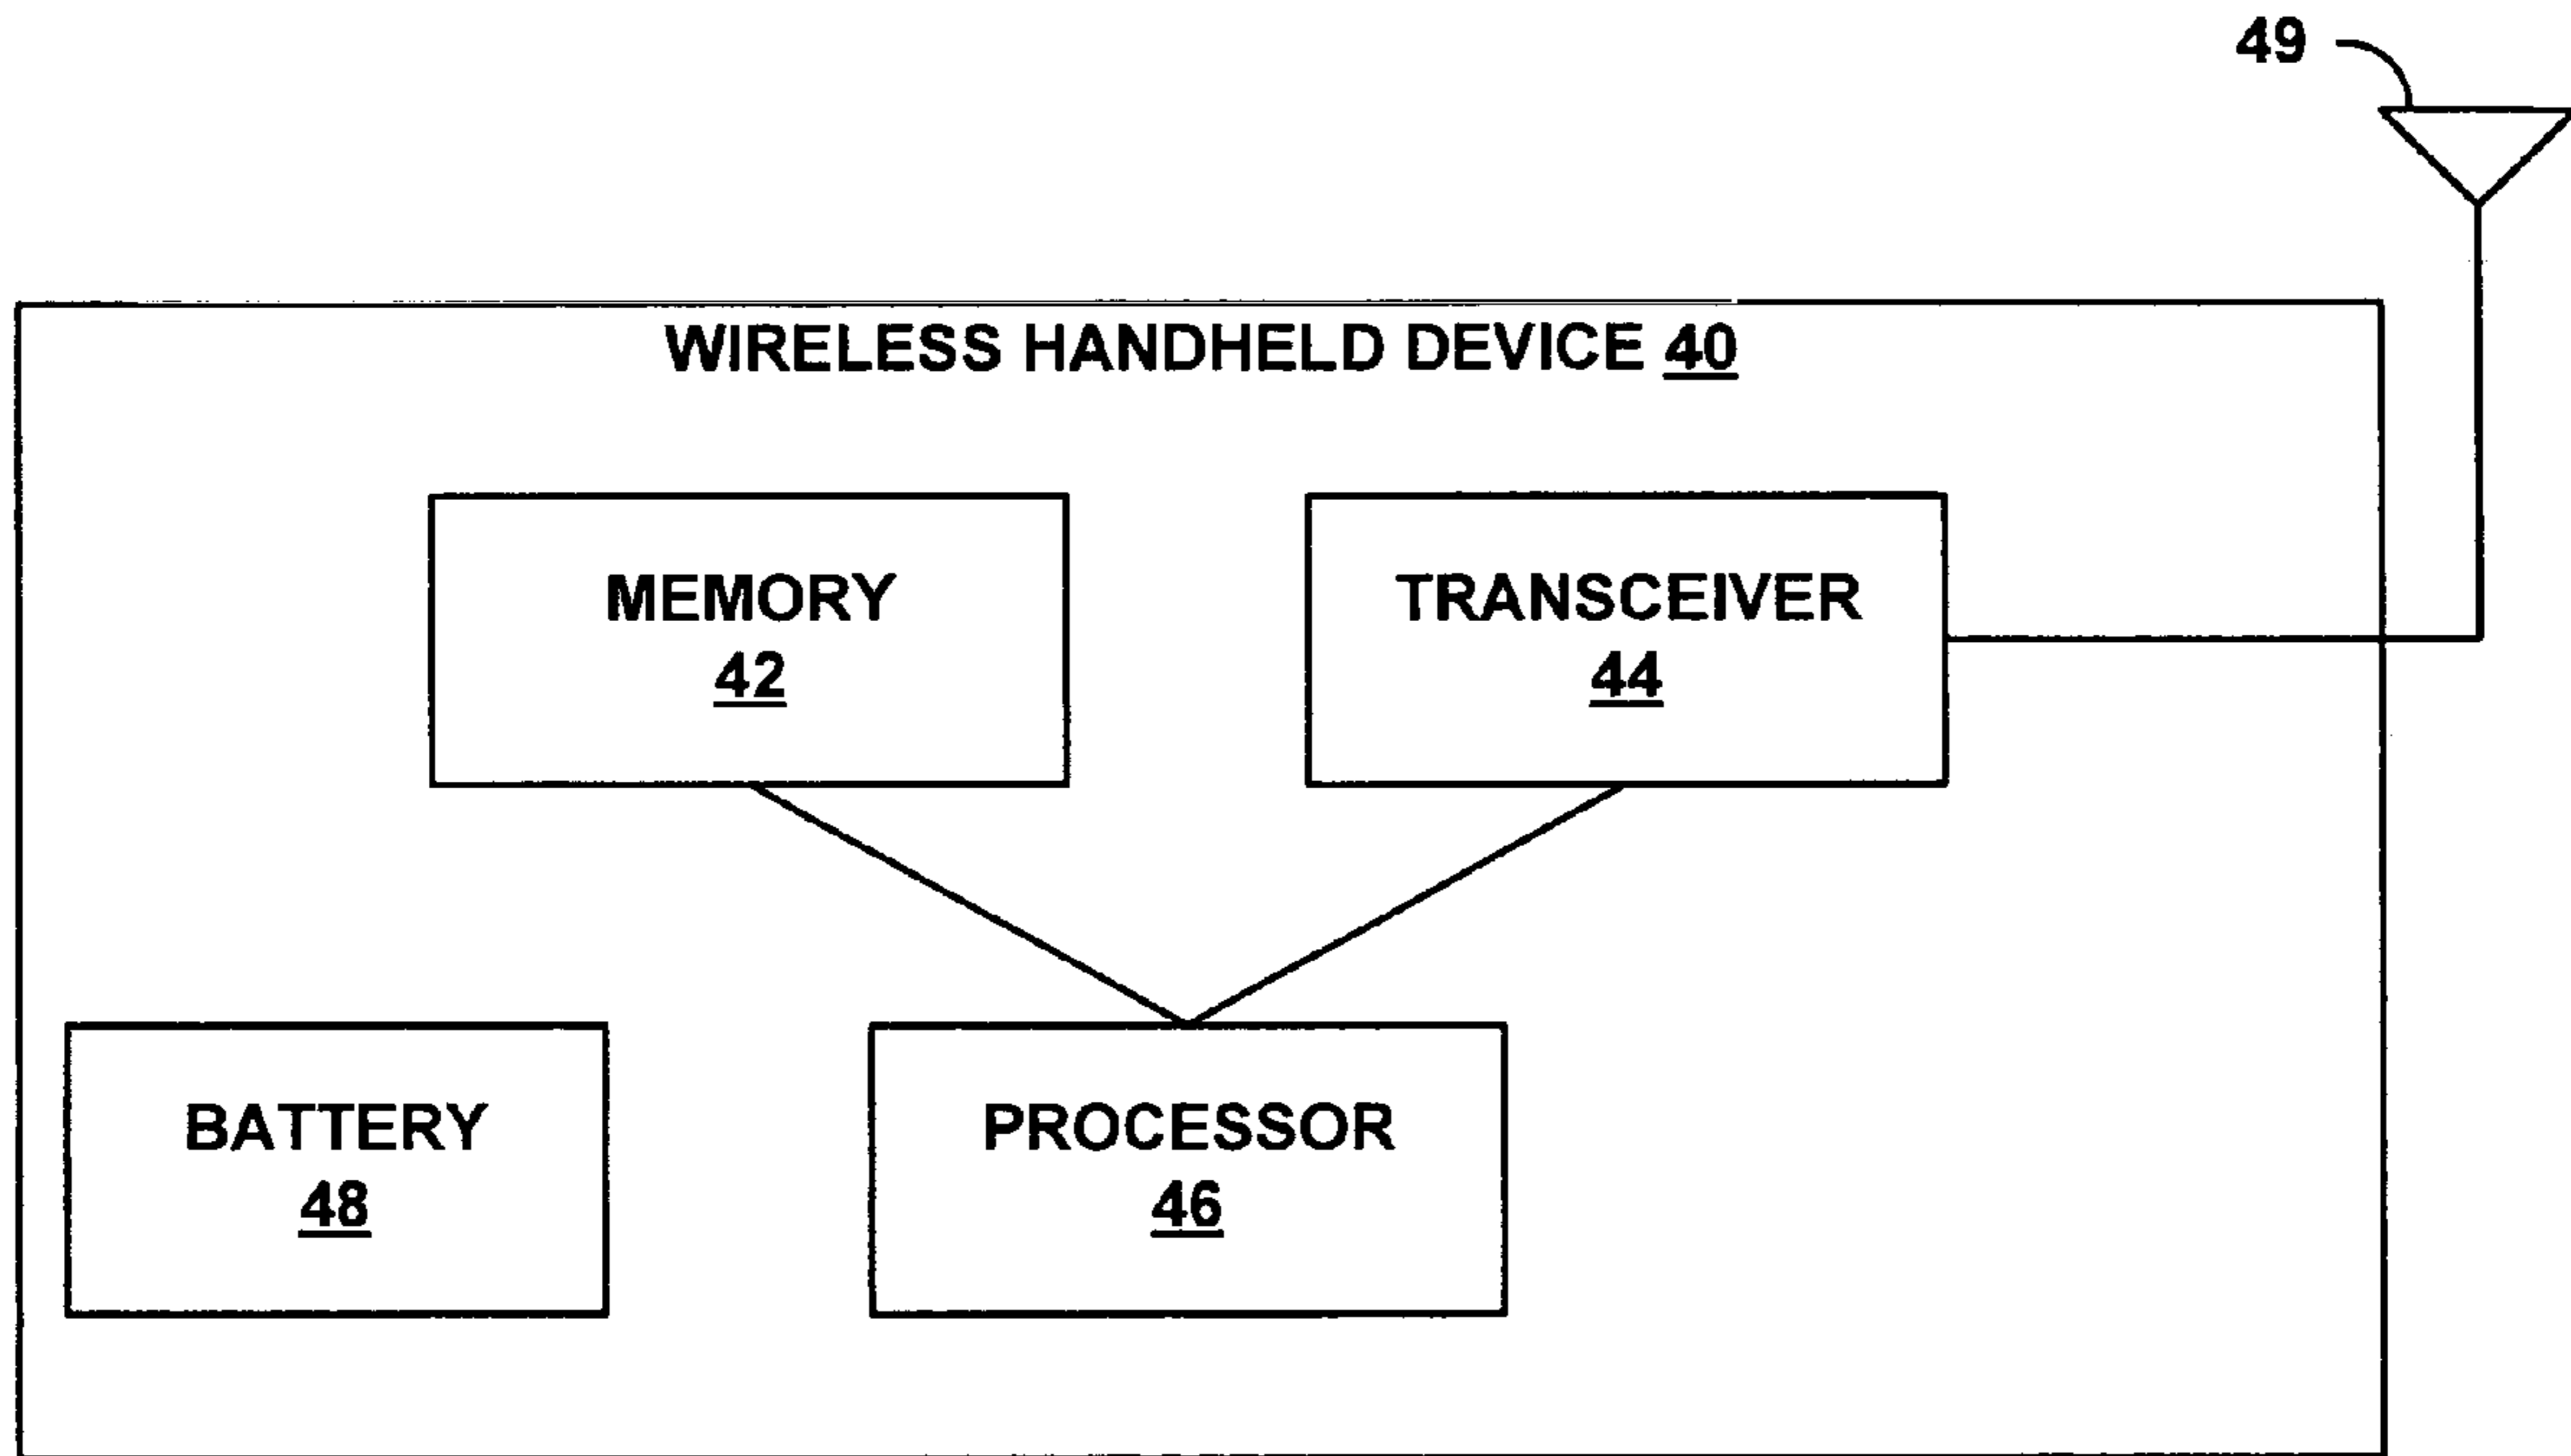 49
WIRELESS HANDHELD DEVICE 40
MEMORY
42
TRANSCEIVER
44
BATTERY
48
PROCESSOR
46